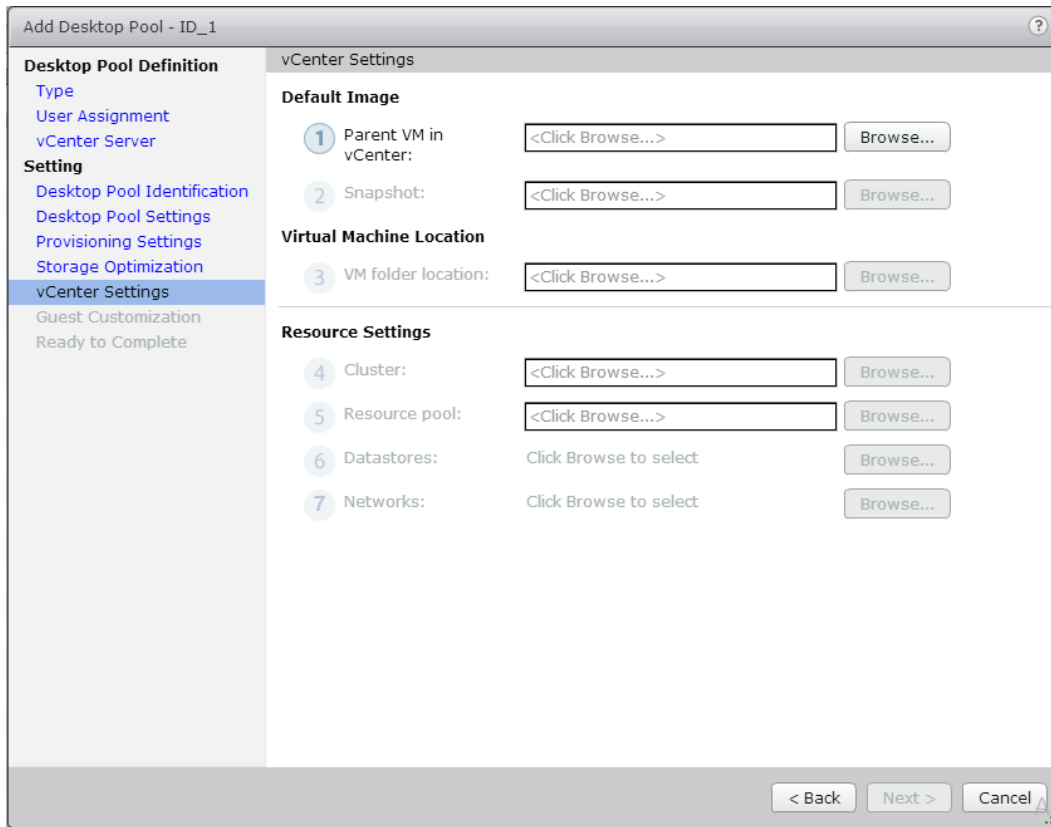 Add Desktop Pool - ID_1 ?
Desktop Pool Definition
Type
User Assignment
vCenter Server
Setting
Desktop Pool Identification
Desktop Pool Settings
Provisioning Settings
Storage Optimization
vCenter Settings
Guest Customization
Ready to Complete
vCenter Settings
Default Image
1 Parent VM in
vCenter: <Click Browse...> Browse...
2 Snapshot: <Click Browse...> Browse...
Virtual Machine Location
3 VM folder location: <Click Browse...> Browse...
Resource Settings
4 Cluster: <Click Browse...> Browse...
5 Resource pool: <Click Browse...> Browse...
6 Datastores: Click Browse to select Browse...
7 Networks: Click Browse to select Browse...
< Back Next > Cancel
A